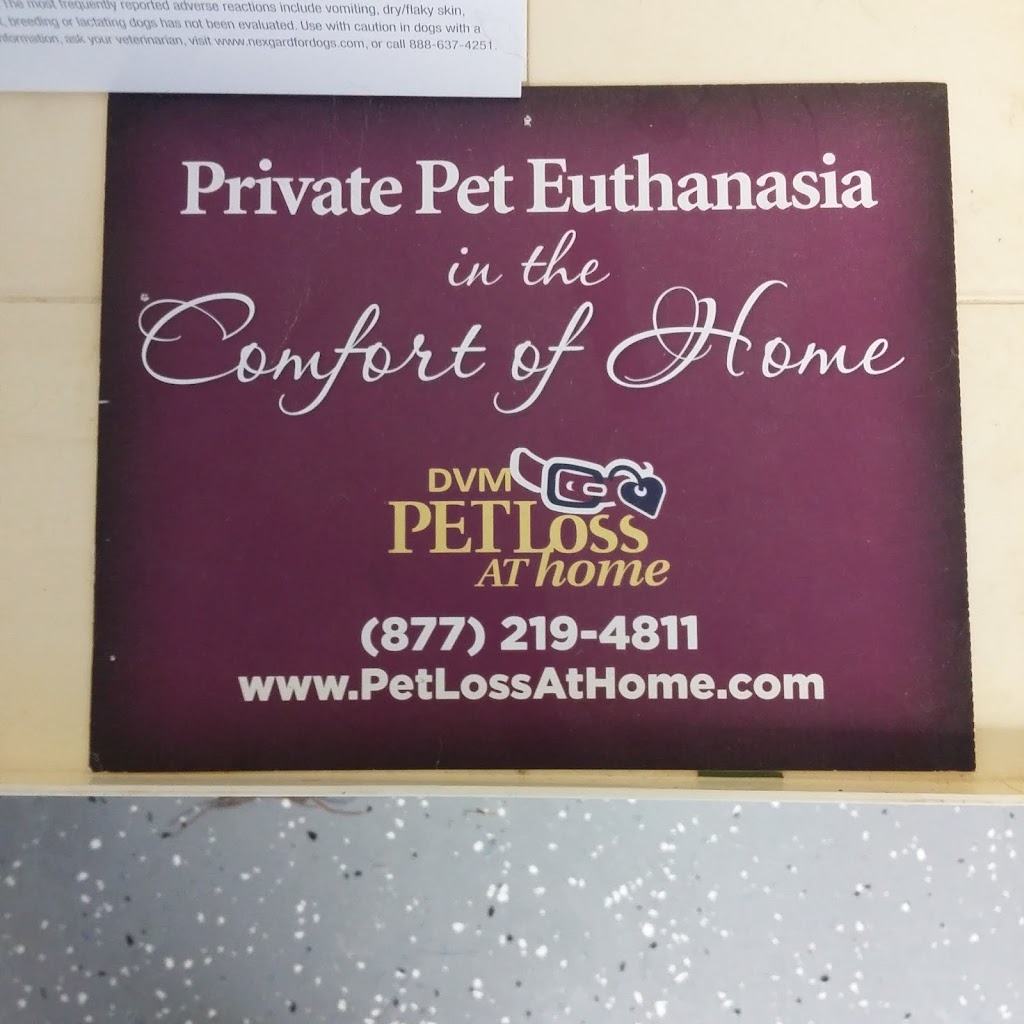 The most frequently reported adverse reactions include vomiting, dry/flaky skin,
breeding or lactating dogs has not been evaluated. Use with caution in dogs with a
ask your veterinarian, visit www.nexgardfordogs.com, or call 888-637-4251.
Private Pet Euthanasia
in the
Comfort of Home
DVM
PET Loss
AT home
(877) 219-4811
www.PetLossAtHome.com